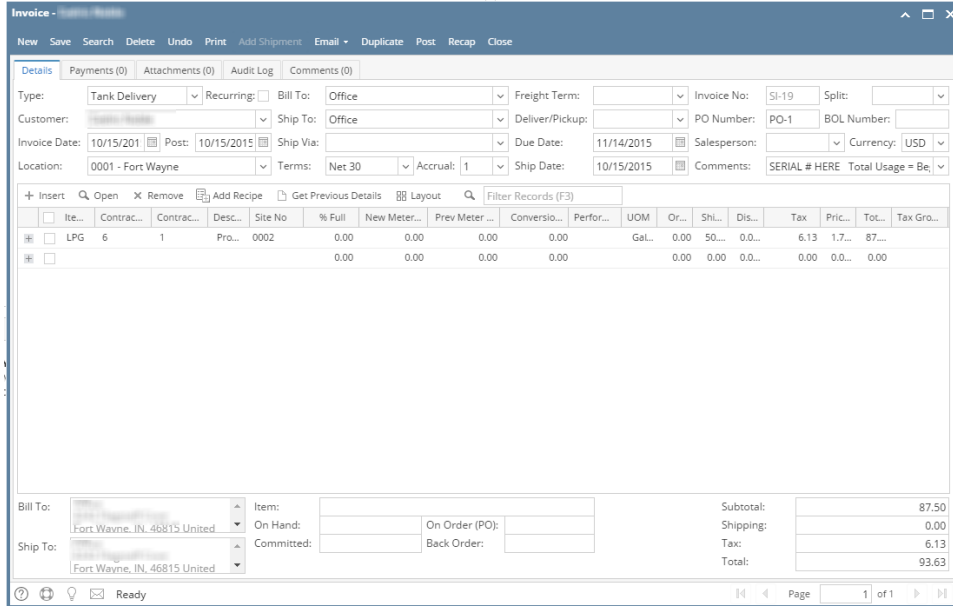 Invoice -
New Save Search Delete Undo Print Add Shipment Email Duplicate Post Recap Close
Details Payments (0) Attachments (0) Audit Log Comments (0)
Type: Tank Delivery Recurring: Bill To: Office Freight Term: Invoice No: SI-19 Split:
Customer: Ship To: Office Deliver/Pickup: PO Number: PO-1 BOL Number:
Invoice Date: 10/15/201 Post: 10/15/2015 Ship Via: Due Date: 11/14/2015 Salesperson: Currency: USD
Location: 0001 - Fort Wayne Terms: Net 30 Accrual: 1 Ship Date: 10/15/2015 Comments: SERIAL # HERE Total Usage = Be
+ Insert Open X Remove Add Recipe Get Previous Details Layout Filter Records (F3)
Ite... Contrac... Contrac... Desc... Site No % Full New Meter... Prev Meter ... Conversio... Perfor... UOM Or... Shi... Dis... Tax Pric... Tot... Tax Gro...
LPG 6 1 Pro... 0002 0.00 0.00 0.00 0.00 Gal... 0.00 50.... 0.0... 6.13 1.7... 87....
0.00 0.00 0.00 0.00 0.00 0.00 0.0... 0.00 0.0... 0.00
Bill To: Fort Wayne, IN, 46815 United
Ship To: Fort Wayne, IN, 46815 United
Item:
On Hand: On Order (PO):
Committed: Back Order:
Subtotal: 87.50
Shipping: 0.00
Tax: 6.13
Total: 93.63
Ready Page 1 of 1